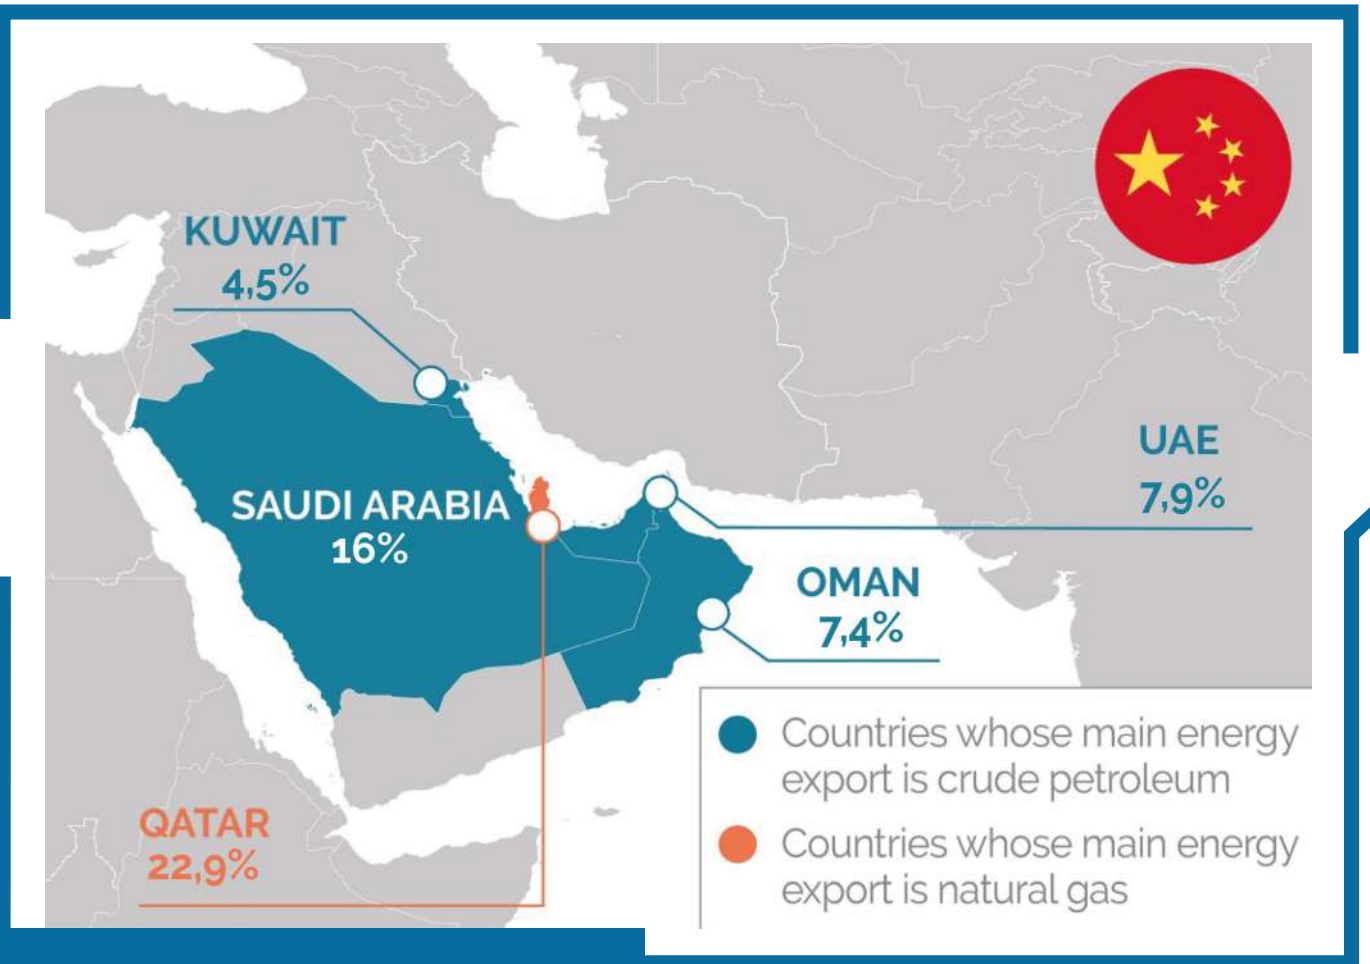 KUWAIT
4,5%
UAE
7,9%
SAUDI ARABIA
16%
OMAN
7,4%
QATAR
22,9%
Countries whose main energy
export is crude petroleum
Countries whose main energy
export is natural gas